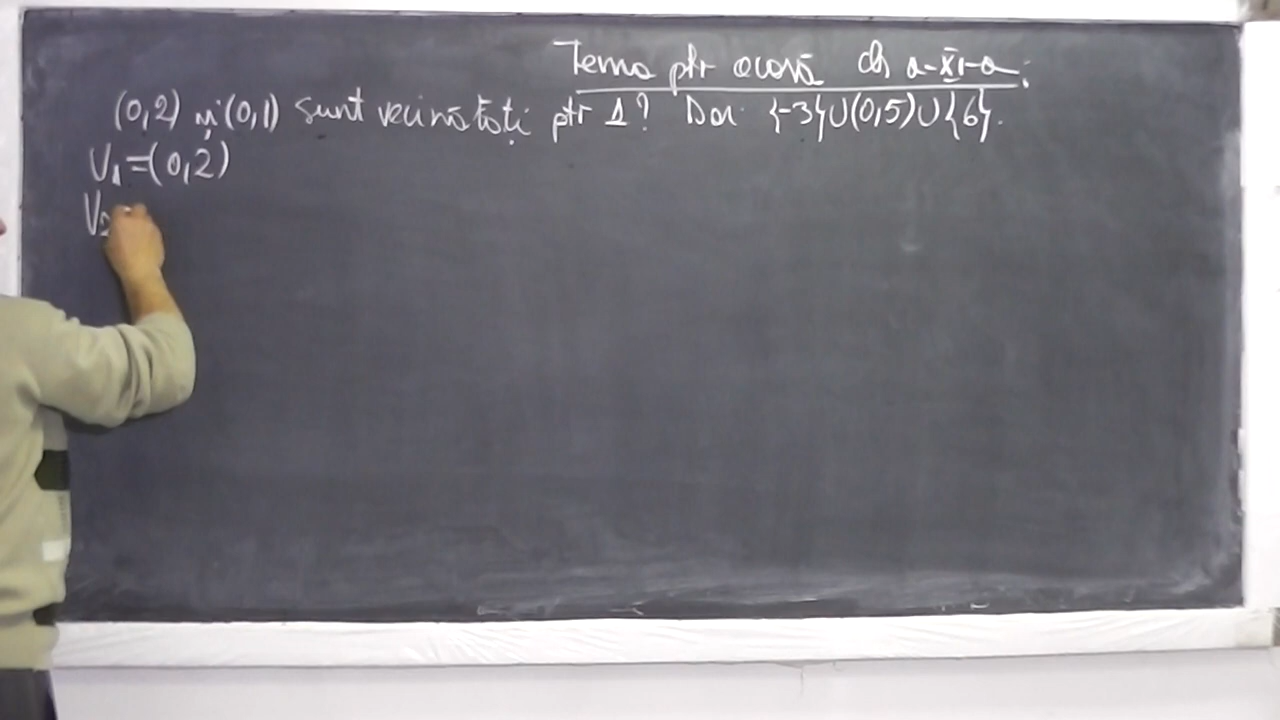 Tema ptr acasă cls a-XI-a:
(0,2) și (0,1) sunt vecinătăți ptr 1? Dar {-3}∪(0,5)∪{6}.
V₁=(0,2)
V₂